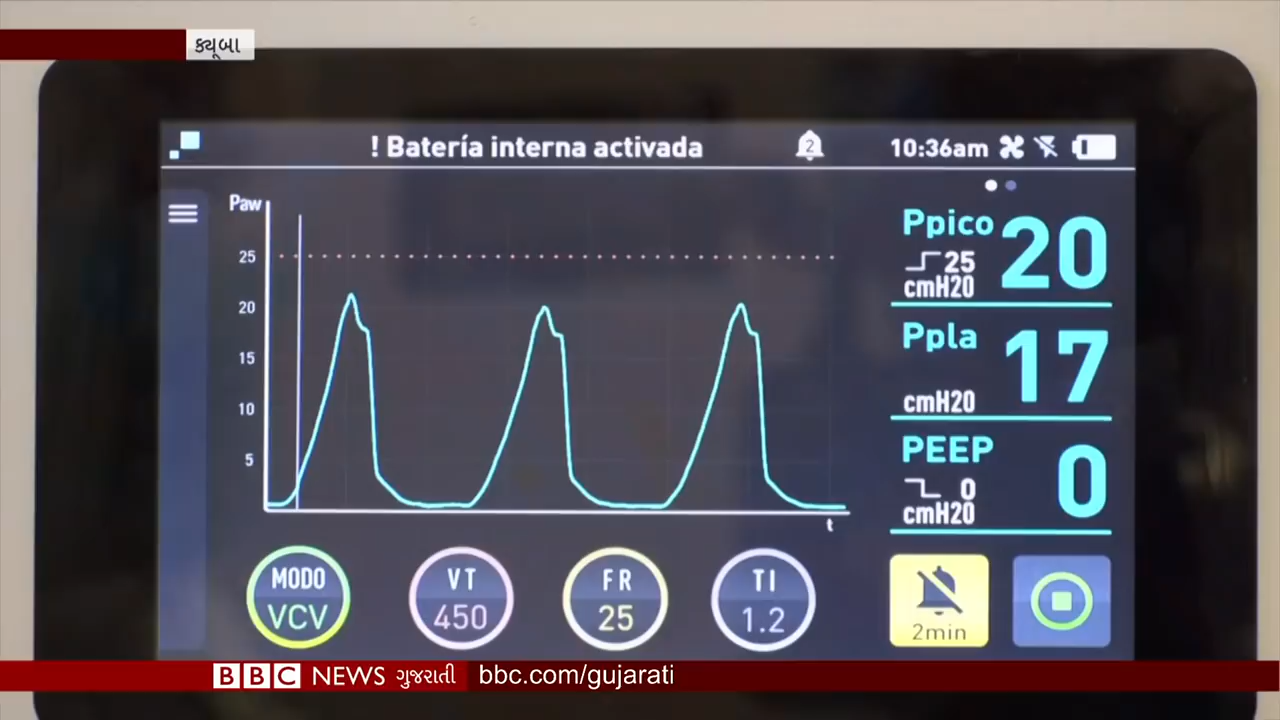 ક્યૂબા
! Batería interna activada
2
10:36am
Paw
25
20
15
10
5
t
Ppico
20
25
cmH20
Ppla
17
cmH20
PEEP
0
0
cmH20
MODO
VCV
VT
450
FR
25
TI
1.2
2min
BBC NEWS ગુજરાતી
bbc.com/gujarati